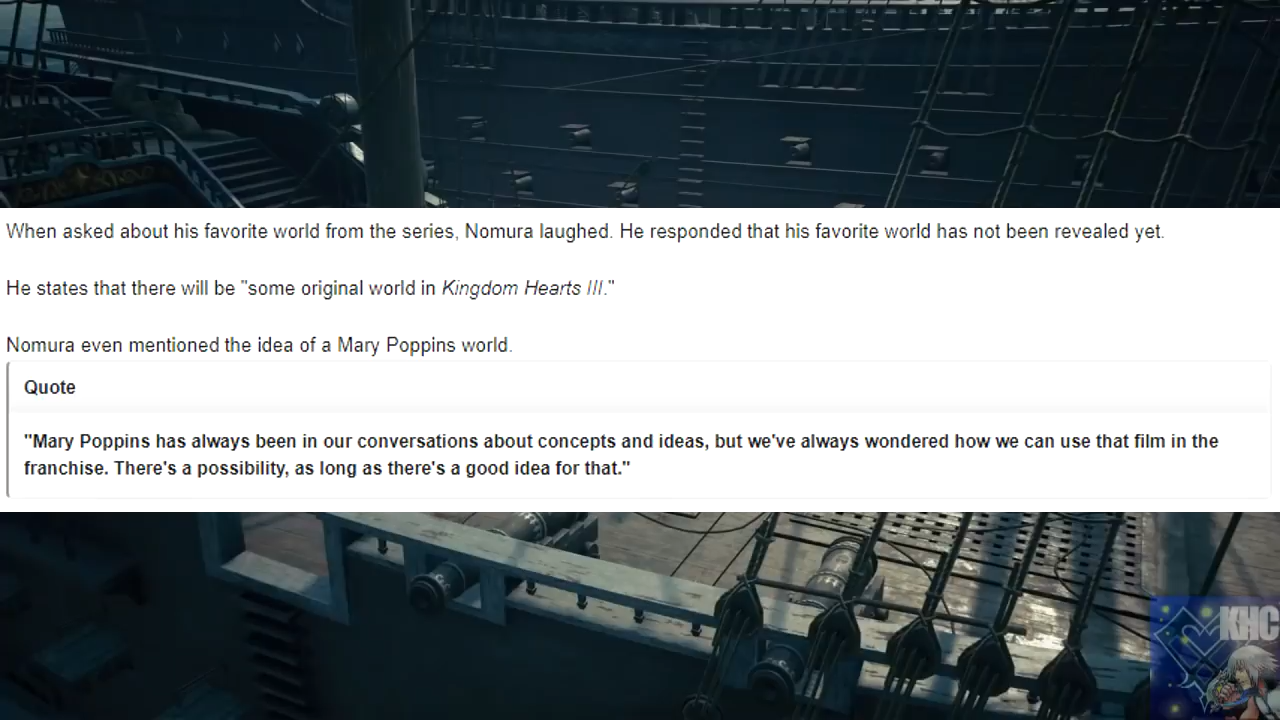 When asked about his favorite world from the series, Nomura laughed. He responded that his favorite world has not been revealed yet.
He states that there will be "some original world in Kingdom Hearts III."
Nomura even mentioned the idea of a Mary Poppins world.
Quote
"Mary Poppins has always been in our conversations about concepts and ideas, but we've always wondered how we can use that film in the
franchise. There's a possibility, as long as there's a good idea for that."
KHC